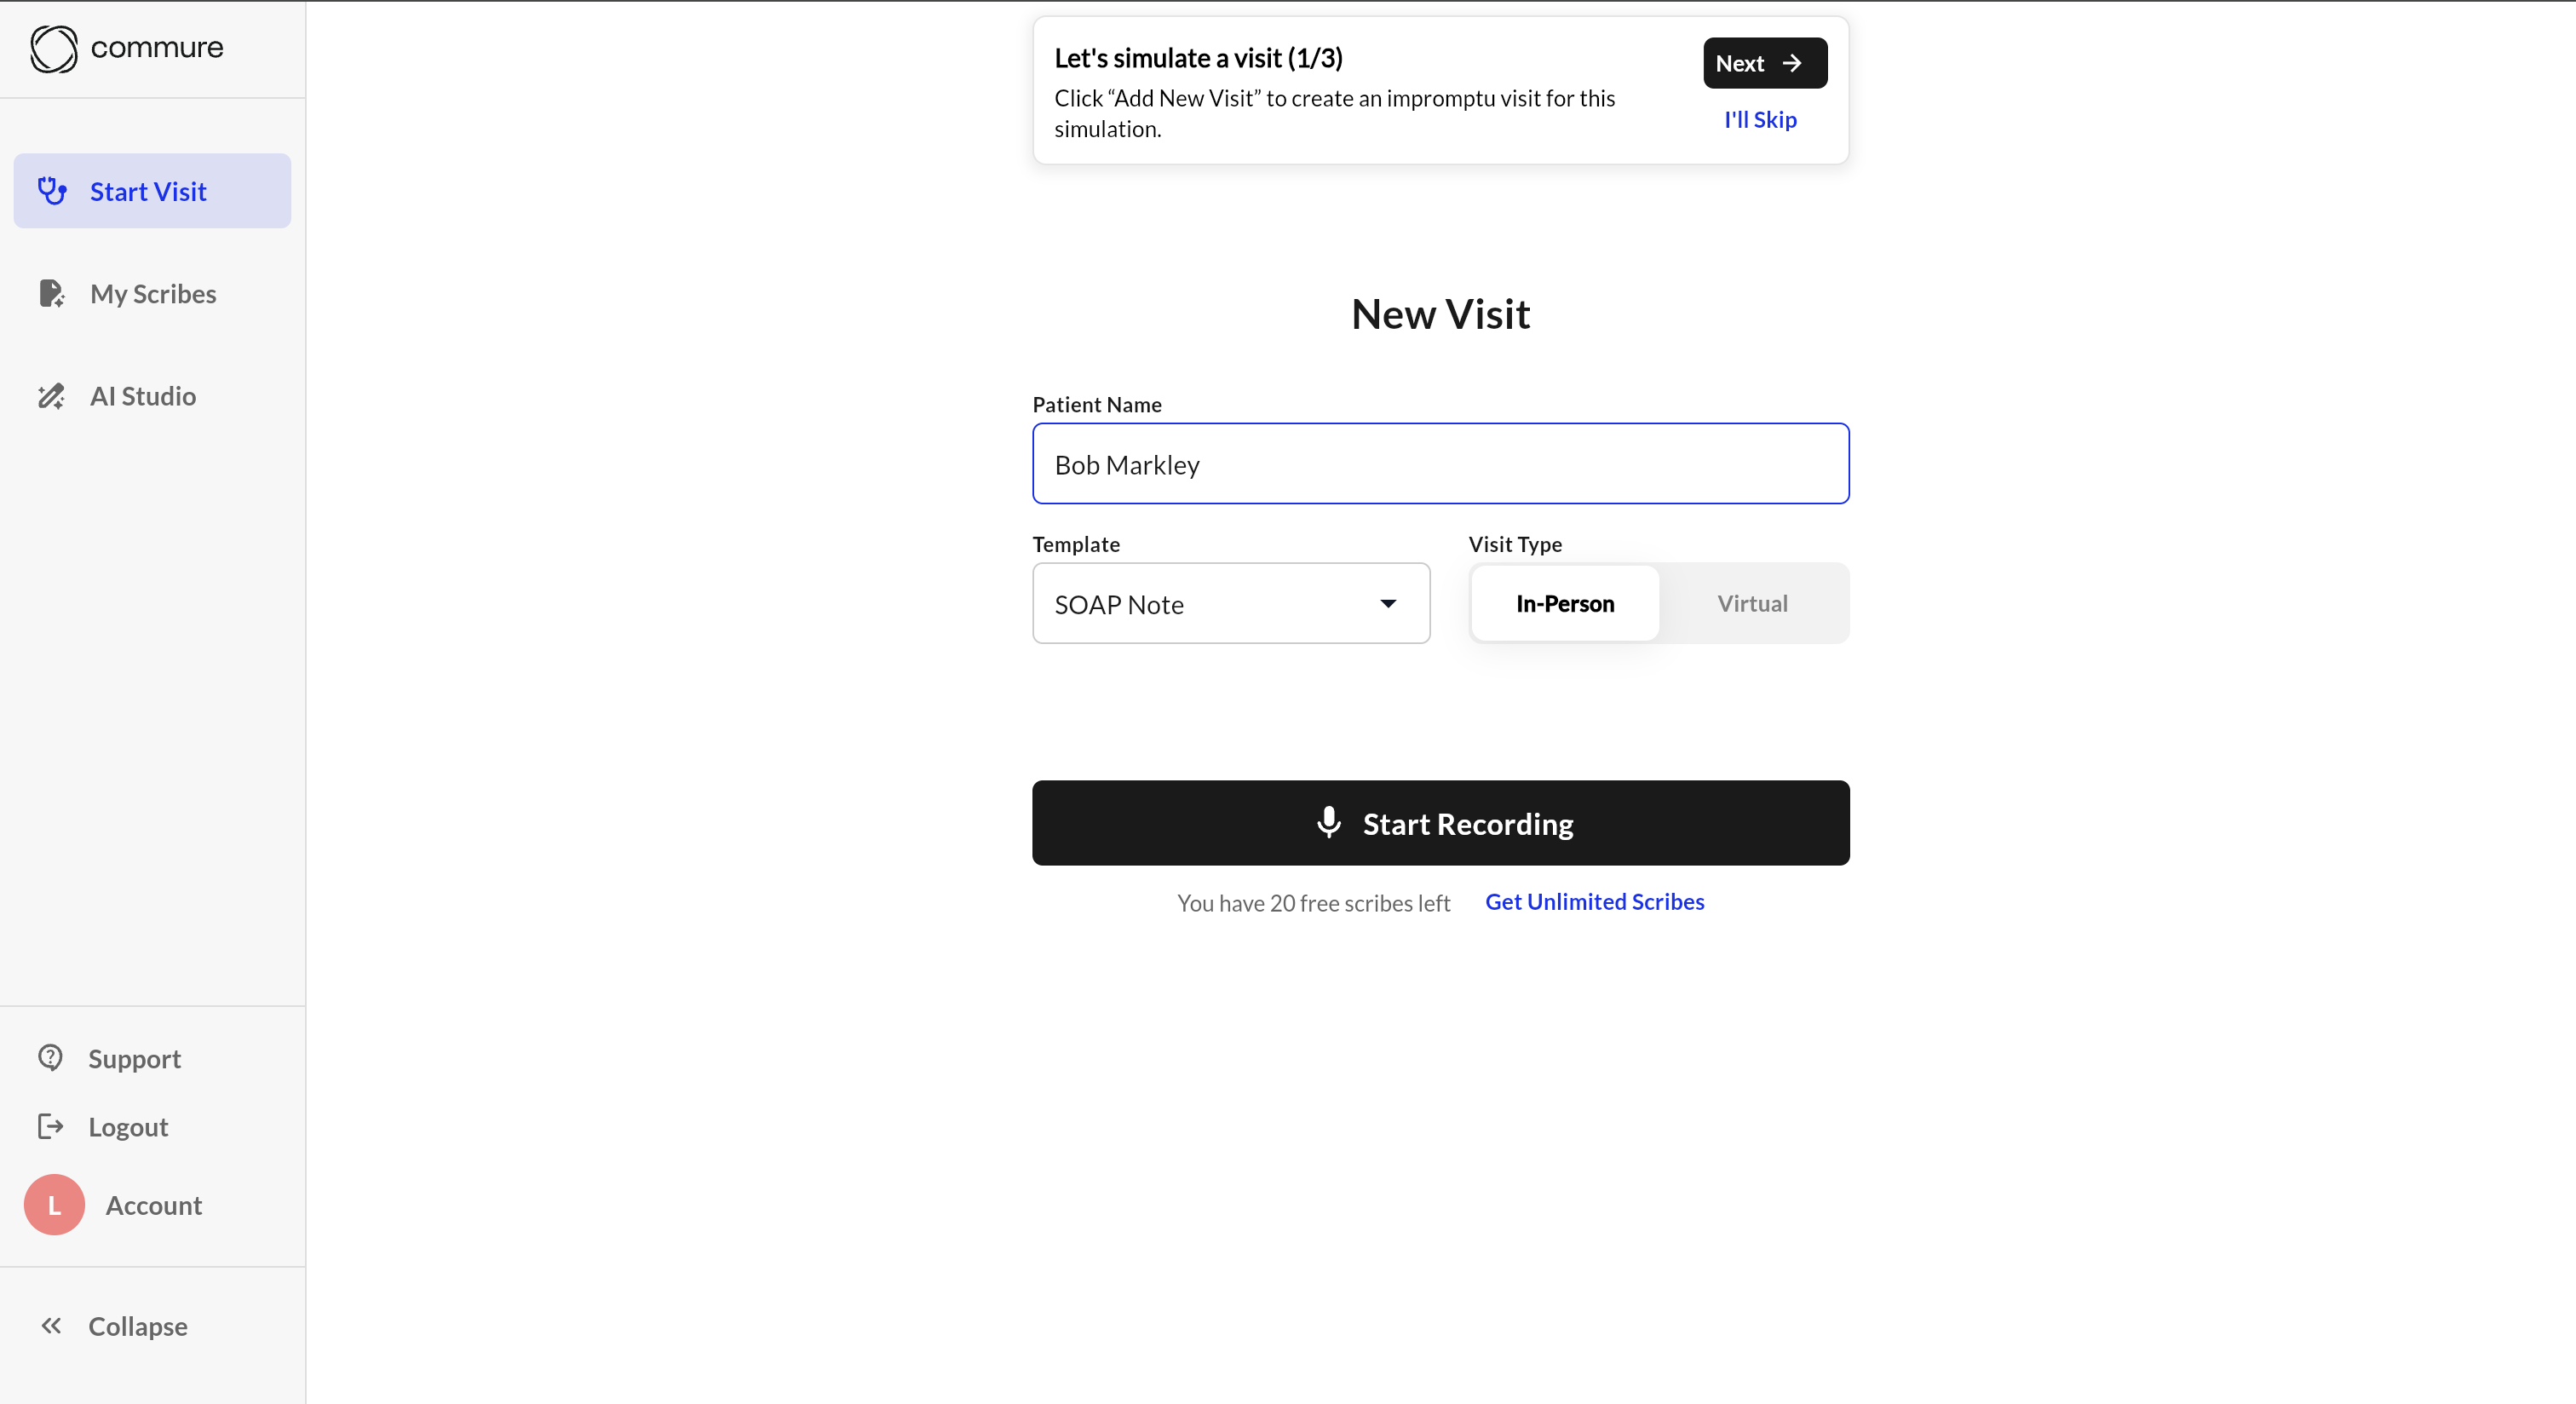 commure
Start Visit
My Scribes
AI Studio
Support
Logout
L
Account
Collapse
Let's simulate a visit (1/3)
Click “Add New Visit” to create an impromptu visit for this
simulation.
Next
I'll Skip
New Visit
Patient Name
Bob Markley
Template
Visit Type
SOAP Note
In-Person
Virtual
Start Recording
You have 20 free scribes left
Get Unlimited Scribes